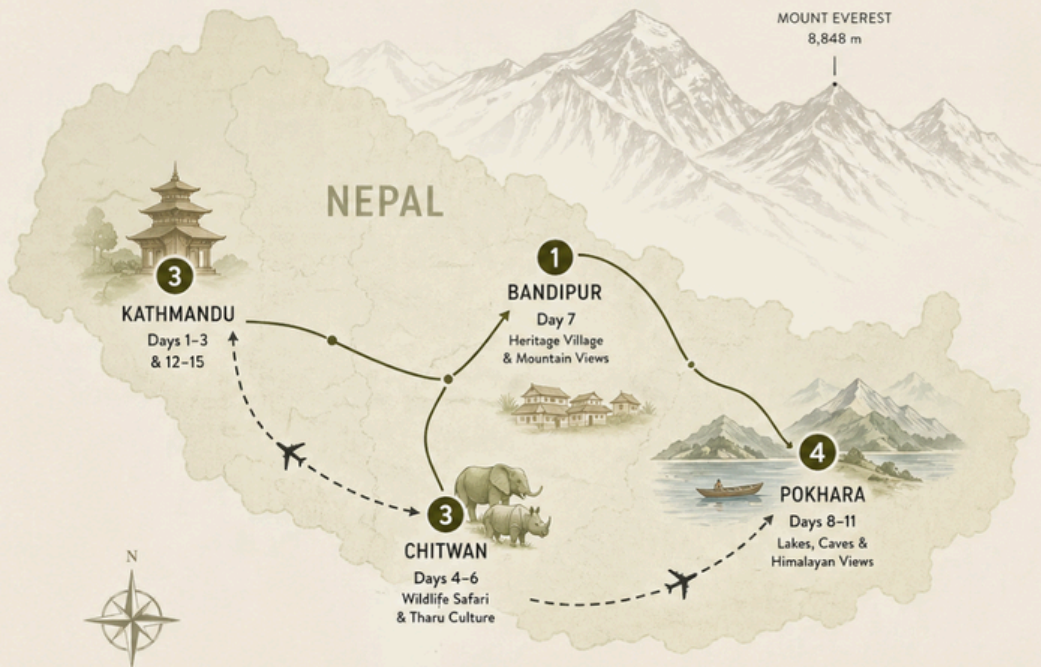 MOUNT EVEREST
8,848 m
NEPAL
3
KATHMANDU
Days 1–3
& 12–15
1
BANDIPUR
Day 7
Heritage Village
& Mountain Views
4
POKHARA
Days 8–11
Lakes, Caves &
Himalayan Views
3
CHITWAN
Days 4–6
Wildlife Safari
& Tharu Culture
N